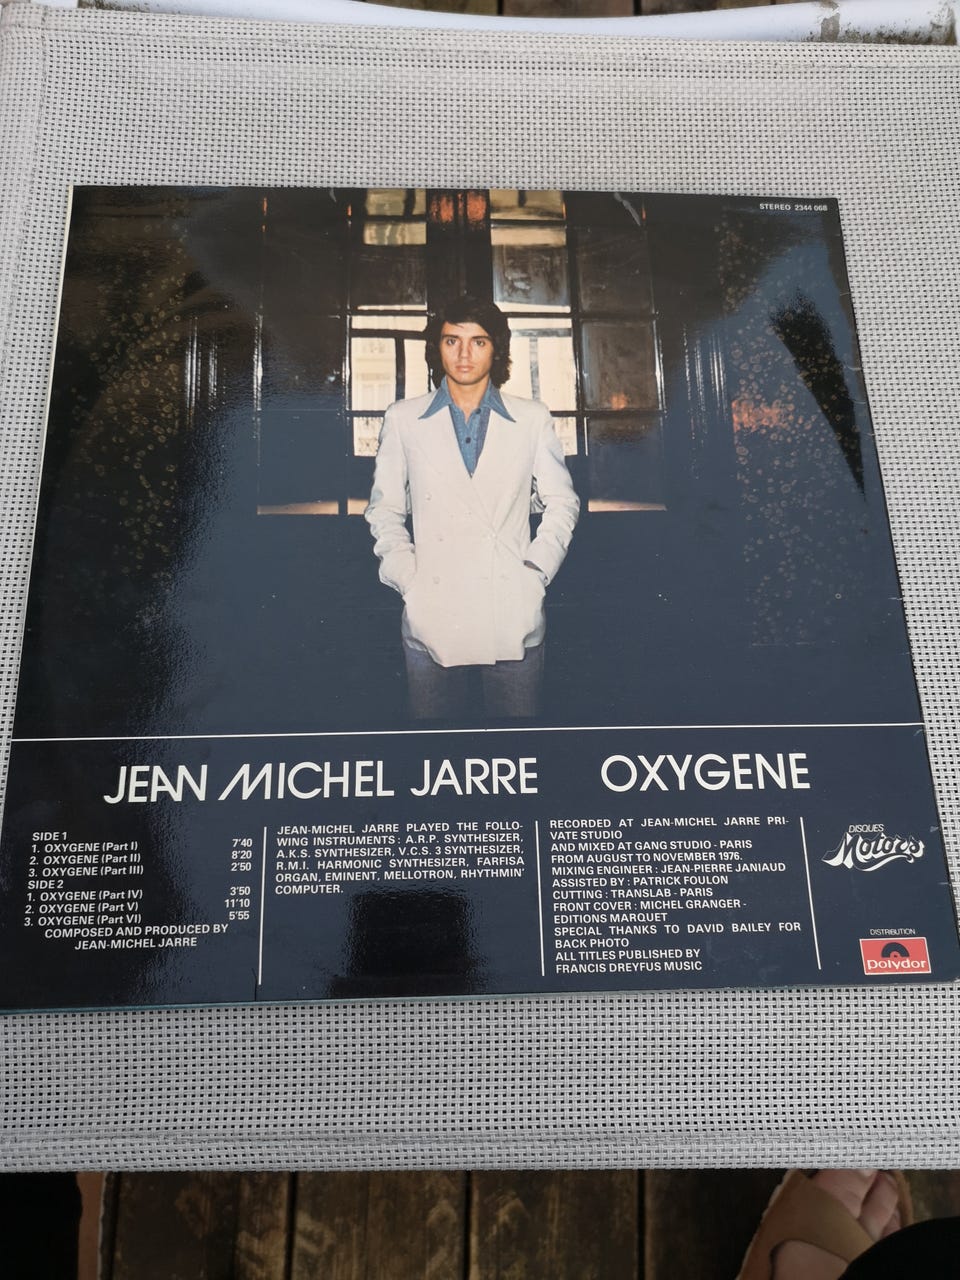 STEREO 2344 068
JEAN MICHEL JARRE OXYGENE
SIDE 1
1. OXYGENE (Part I) 7'40
2. OXYGENE (Part II) 8'20
3. OXYGENE (Part III) 2'50
SIDE 2
1. OXYGENE (Part IV) 3'50
2. OXYGENE (Part V) 11'10
3. OXYGENE (Part VI) 5'55
COMPOSED AND PRODUCED BY
JEAN-MICHEL JARRE
JEAN-MICHEL JARRE PLAYED THE FOLLO-
WING INSTRUMENTS : A.R.P. SYNTHESIZER,
A.K.S. SYNTHESIZER, V.C.S. 3 SYNTHESIZER,
R.M.I. HARMONIC SYNTHESIZER, FARFISA
ORGAN, EMINENT, MELLOTRON, RHYTHMIN'
COMPUTER.
RECORDED AT JEAN-MICHEL JARRE PRI-
VATE STUDIO
AND MIXED AT GANG STUDIO - PARIS
FROM AUGUST TO NOVEMBER 1976.
MIXING ENGINEER : JEAN-PIERRE JANIAUD
ASSISTED BY : PATRICK FOULON
CUTTING : TRANSLAB - PARIS
FRONT COVER : MICHEL GRANGER -
EDITIONS MARQUET
SPECIAL THANKS TO DAVID BAILEY FOR
BACK PHOTO
ALL TITLES PUBLISHED BY
FRANCIS DREYFUS MUSIC
DISQUES
Motors
DISTRIBUTION
polydor